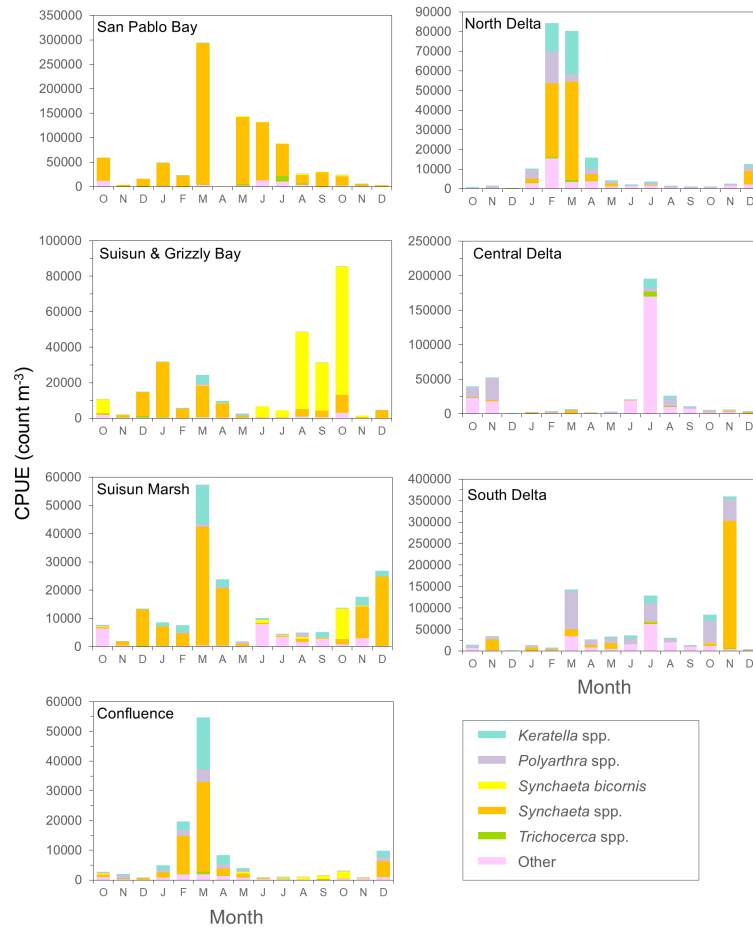 CPUE (count m-3)
San Pablo Bay
350000
300000
250000
200000
150000
100000
50000
0
O N D J F M A M J J A S O N D
North Delta
90000
80000
70000
60000
50000
40000
30000
20000
10000
0
O N D J F M A M J J A S O N D
Suisun & Grizzly Bay
100000
80000
60000
40000
20000
0
O N D J F M A M J J A S O N D
Central Delta
250000
200000
150000
100000
50000
0
O N D J F M A M J J A S O N D
Suisun Marsh
60000
50000
40000
30000
20000
10000
0
O N D J F M A M J J A S O N D
South Delta
400000
350000
300000
250000
200000
150000
100000
50000
0
O N D J F M A M J J A S O N D
Month
Confluence
60000
50000
40000
30000
20000
10000
0
O N D J F M A M J J A S O N D
Month
Keratella spp.
Polyarthra spp.
Synchaeta bicornis
Synchaeta spp.
Trichocerca spp.
Other